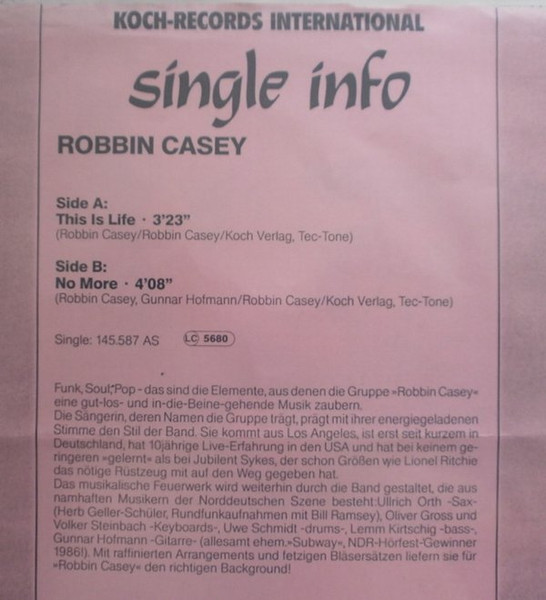 KOCH-RECORDS INTERNATIONAL
single info
ROBBIN CASEY
Side A:
This Is Life · 3'23"
(Robbin Casey/Robbin Casey/Koch Verlag, Tec-Tone)
Side B:
No More · 4'08"
(Robbin Casey, Gunnar Hofmann/Robbin Casey/Koch Verlag, Tec-Tone)
Single: 145.587 AS LC 5680
Funk, Soul, Pop - das sind die Elemente, aus denen die Gruppe »Robbin Casey«
eine gut-los- und in-die-Beine-gehende Musik zaubern.
Die Sängerin, deren Namen die Gruppe trägt, prägt mit ihrer energiegeladenen
Stimme den Stil der Band. Sie kommt aus Los Angeles, ist erst seit kurzem in
Deutschland, hat 10jährige Live-Erfahrung in den USA und hat bei keinem ge-
ringeren »gelernt« als bei Jubilent Sykes, der schon Größen wie Lionel Ritchie
das nötige Rüstzeug mit auf den Weg gegeben hat.
Das musikalische Feuerwerk wird weiterhin durch die Band gestaltet, die aus
namhaften Musikern der Norddeutschen Szene besteht: Ullrich Orth -Sax-
(Herb Geller-Schüler, Rundfunkaufnahmen mit Bill Ramsey), Oliver Gross und
Volker Steinbach -Keyboards-, Uwe Schmidt -drums-, Lemm Kirtschig -bass-,
Gunnar Hofmann -Gitarre- (allesamt ehem. »Subway«, NDR-Hörfest-Gewinner
1986!). Mit raffinierten Arrangements und fetzigen Bläsersätzen liefern sie für
»Robbin Casey« den richtigen Background!